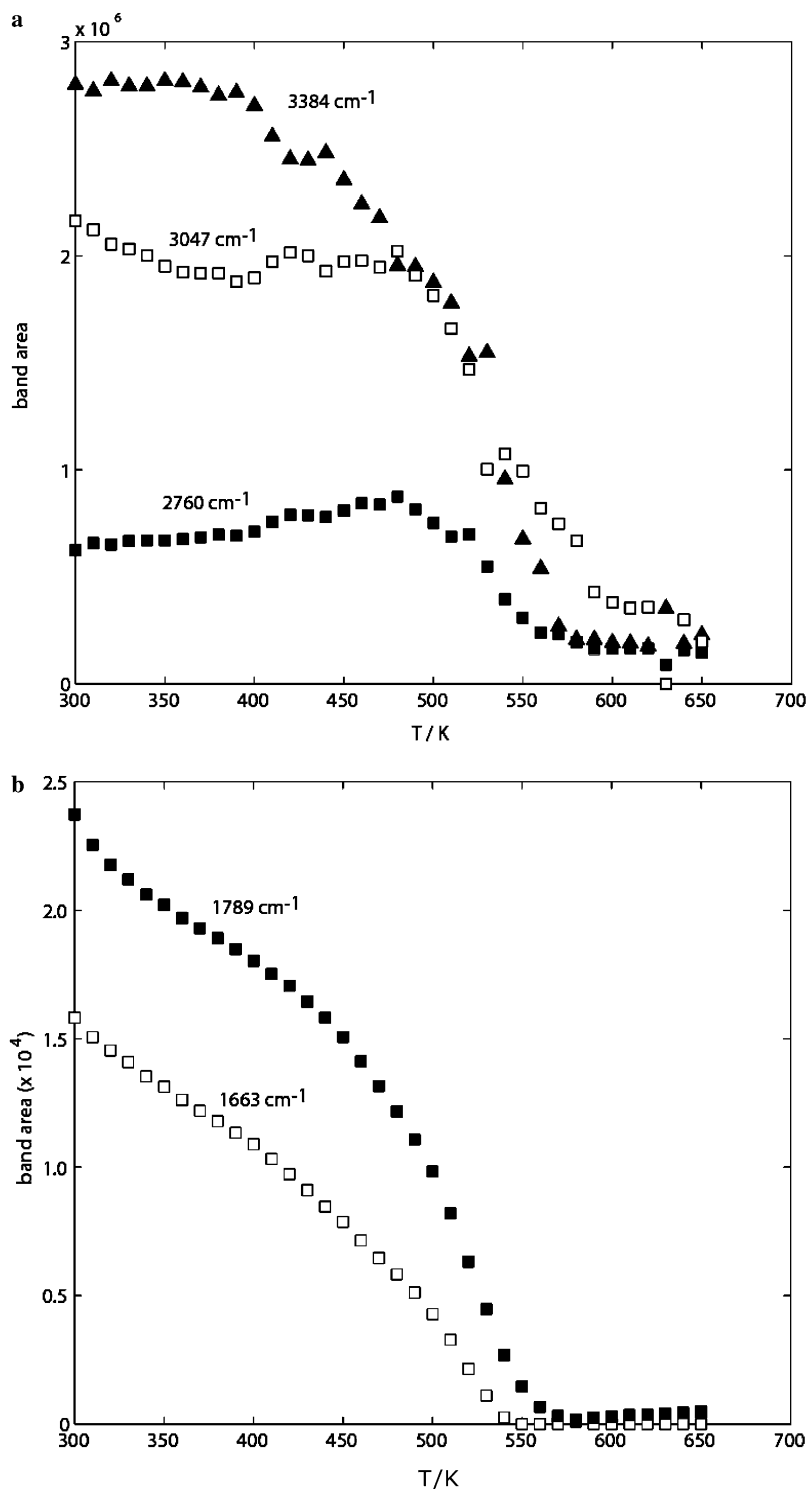 a
x 10 6
3
2
1
0
band area
3384 cm-1
3047 cm-1
2760 cm-1
300 350 400 450 500 550 600 650 700
T / K
b
2.5
2.0
1.5
1.0
0.5
0
band area (x 10-4)
1789 cm-1
1663 cm-1
300 350 400 450 500 550 600 650 700
T/K